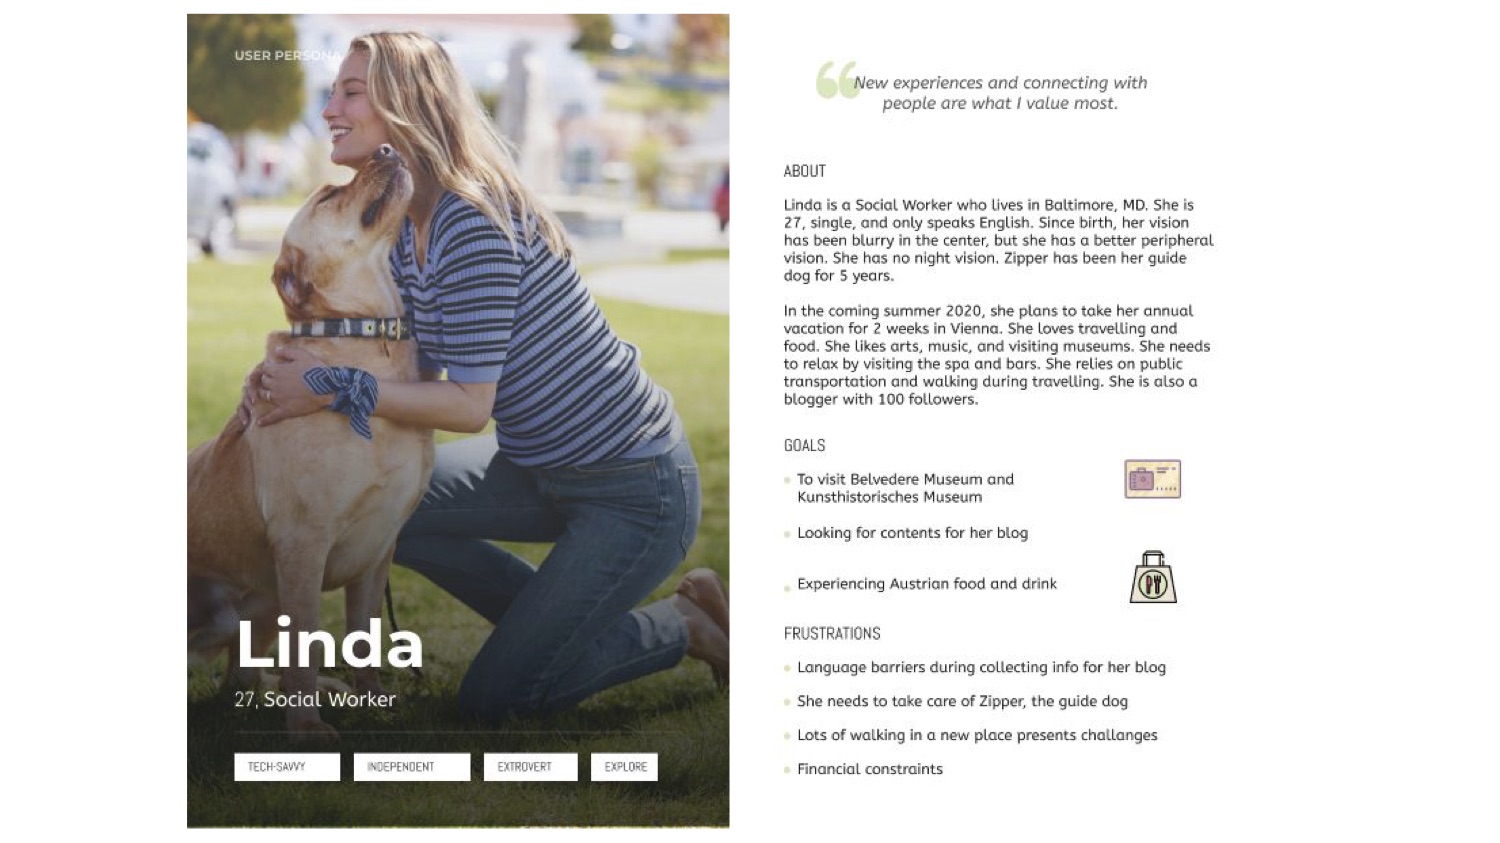 USER PERSONA
Linda
27, Social Worker
TECH-SAVVY
INDEPENDENT
EXTROVERT
EXPLORE
New experiences and connecting with
people are what I value most.
ABOUT
Linda is a Social Worker who lives in Baltimore, MD. She is
27, single, and only speaks English. Since birth, her vision
has been blurry in the center, but she has a better peripheral
vision. She has no night vision. Zipper has been her guide
dog for 5 years.
In the coming summer 2020, she plans to take her annual
vacation for 2 weeks in Vienna. She loves travelling and
food. She likes arts, music, and visiting museums. She needs
to relax by visiting the spa and bars. She relies on public
transportation and walking during travelling. She is also a
blogger with 100 followers.
GOALS
To visit Belvedere Museum and
Kunsthistorisches Museum
Looking for contents for her blog
Experiencing Austrian food and drink
FRUSTRATIONS
Language barriers during collecting info for her blog
She needs to take care of Zipper, the guide dog
Lots of walking in a new place presents challanges
Financial constraints